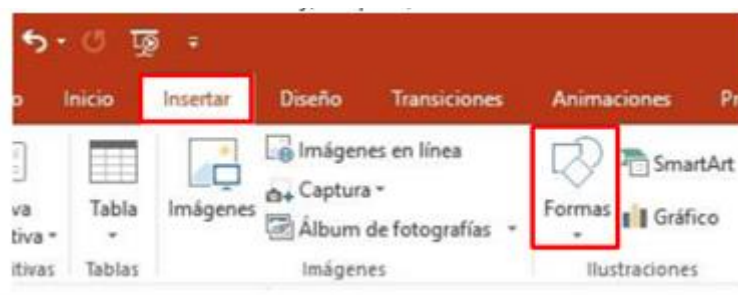 Inicio Insertar Diseño Transiciones Animaciones
Imágenes en línea
SmartArt
Captura
Tabla Imágenes Formas
Gráfico
Álbum de fotografías
Tablas Imágenes Ilustraciones